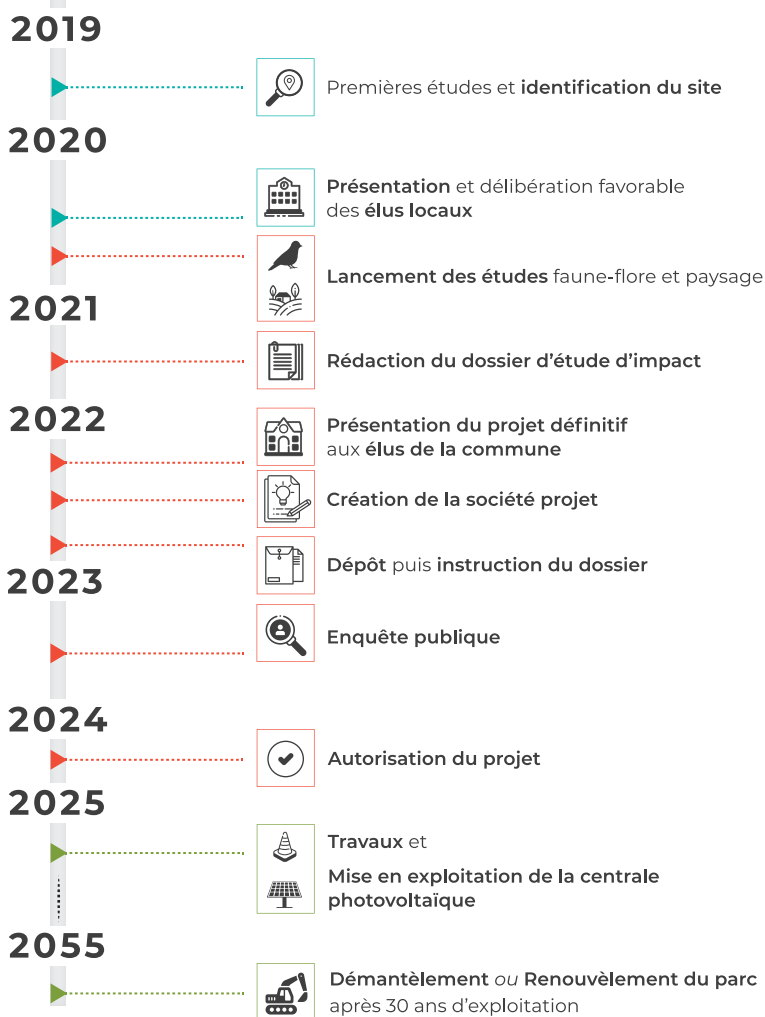 2019
Premières études et identification du site
2020
Présentation et délibération favorable
des élus locaux
Lancement des études faune-flore et paysage
2021
Rédaction du dossier d'étude d'impact
2022
Présentation du projet définitif
aux élus de la commune
Création de la société projet
Dépôt puis instruction du dossier
2023
Enquête publique
2024
Autorisation du projet
2025
Travaux et
Mise en exploitation de la centrale
photovoltaïque
2055
Démantèlement ou Renouvèlement du parc
après 30 ans d'exploitation